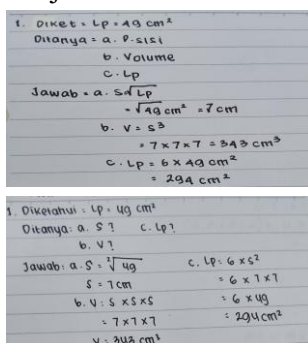 1. Diket = Lp = 49 cm²
Ditanya = a. P. sisi
b. Volume
c. Lp
Jawab = a. S√Lp
= √49 cm² = 7 cm
b. V = S³
= 7 x 7 x 7 = 343 cm³
c. Lp = 6 x 49 cm²
= 294 cm²
1. Diketahui : Lp = 49 cm²
Ditanya : a. S ? c. Lp ?
b. V ?
Jawab : a. S = ²√49 c. Lp : 6 x s²
S = 7 cm = 6 x 7 x 7
b. V : S x S x S = 6 x 49
= 7 x 7 x 7 = 294 cm²
V : 343 cm³